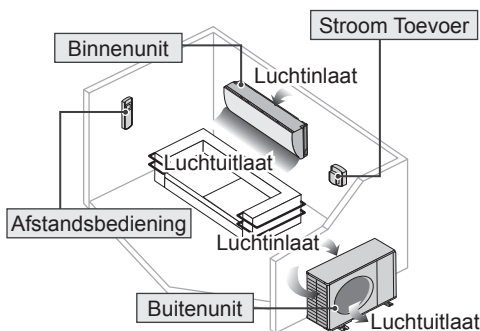 Stroom Toevoer
Binnenunit
Luchtinlaat
Luchtuitlaat
Afstandsbediening
Luchtinlaat
Buitenunit
Luchtuitlaat